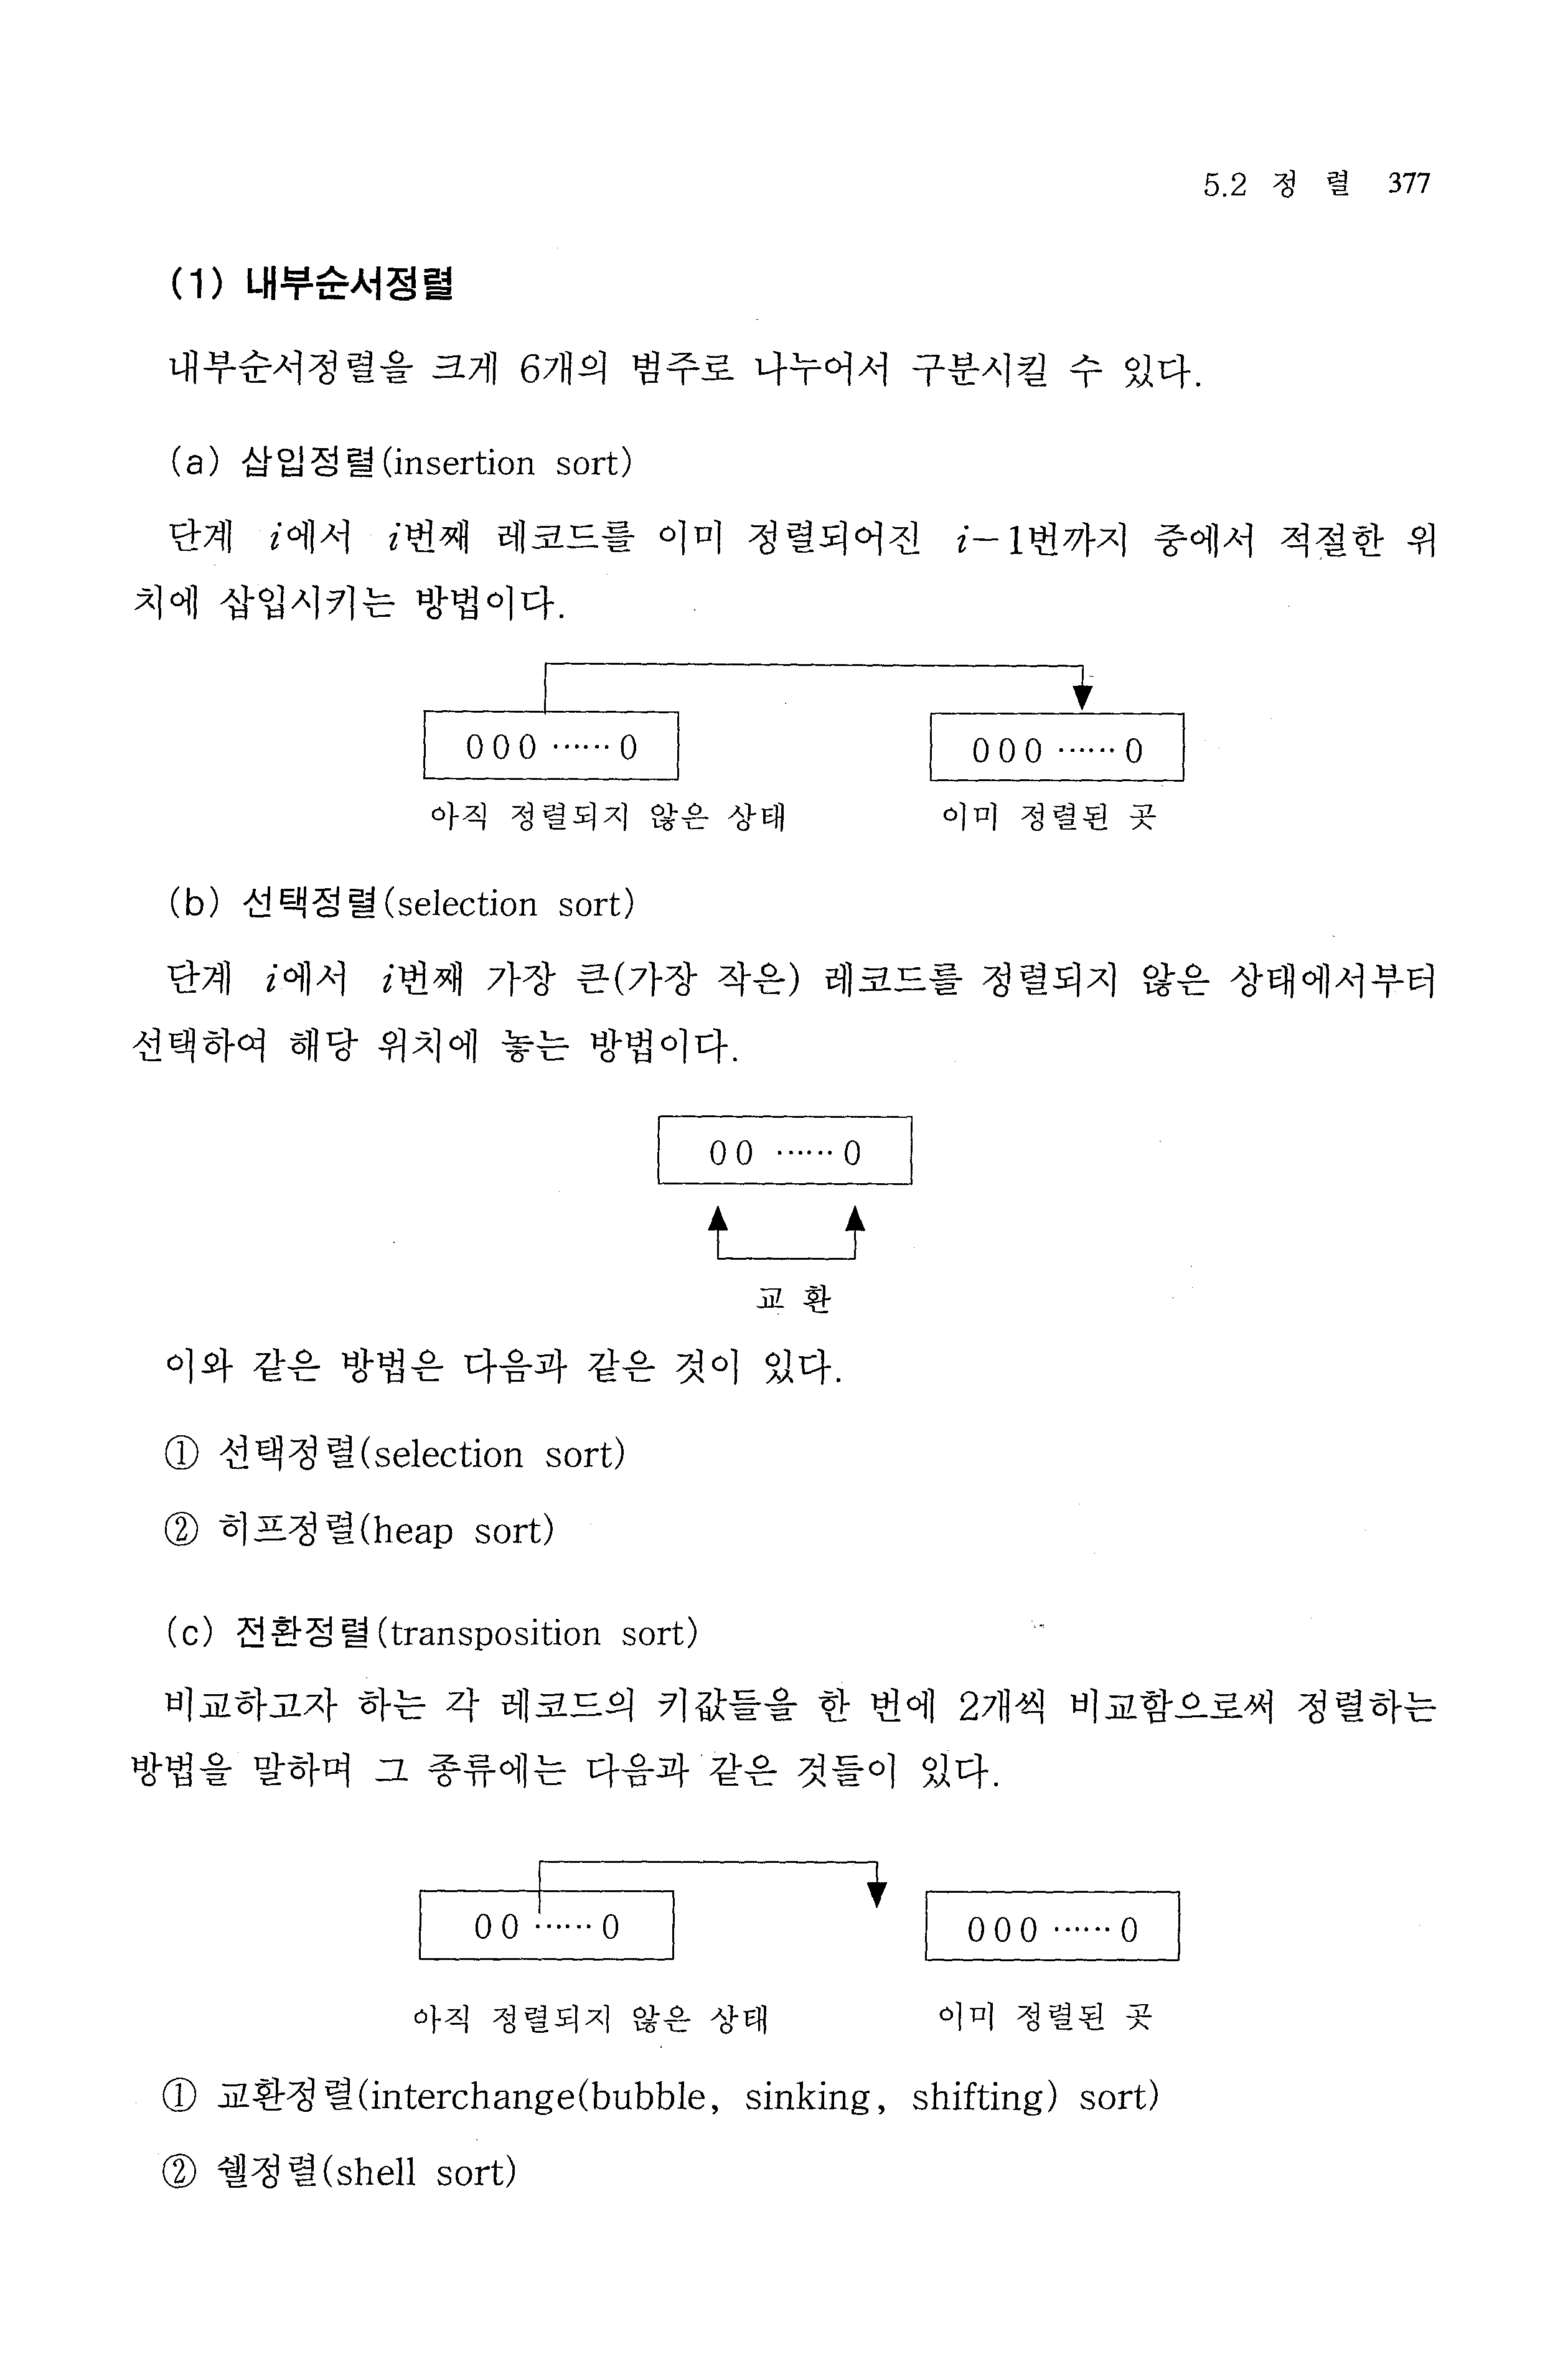 5.2 정 렬 377
(1) 내부순서정렬
내부순서정렬을 크게 6개의 범주로 나누어서 구분시킬 수 있다.
(a) 삽입정렬(insertion sort)
단계 i에서 i번째 레코드를 이미 정렬되어진 i-1번까지 중에서 적절한 위
치에 삽입시키는 방법이다.
000 ······ 0 000 ······ 0
아직 정렬되지 않은 상태 이미 정렬된 곳
(b) 선택정렬(selection sort)
단계 i에서 i번째 가장 큰(가장 작은) 레코드를 정렬되지 않은 상태에서부터
선택하여 해당 위치에 놓는 방법이다.
00 ······ 0
교 환
이와 같은 방법은 다음과 같은 것이 있다.
① 선택정렬(selection sort)
② 히프정렬(heap sort)
(c) 전환정렬(transposition sort)
비교하고자 하는 각 레코드의 키값들을 한 번에 2개씩 비교함으로써 정렬하는
방법을 말하며 그 종류에는 다음과 같은 것들이 있다.
00 ······ 0 000 ······ 0
아직 정렬되지 않은 상태 이미 정렬된 곳
① 교환정렬(interchange(bubble, sinking, shifting) sort)
② 쉘정렬(shell sort)